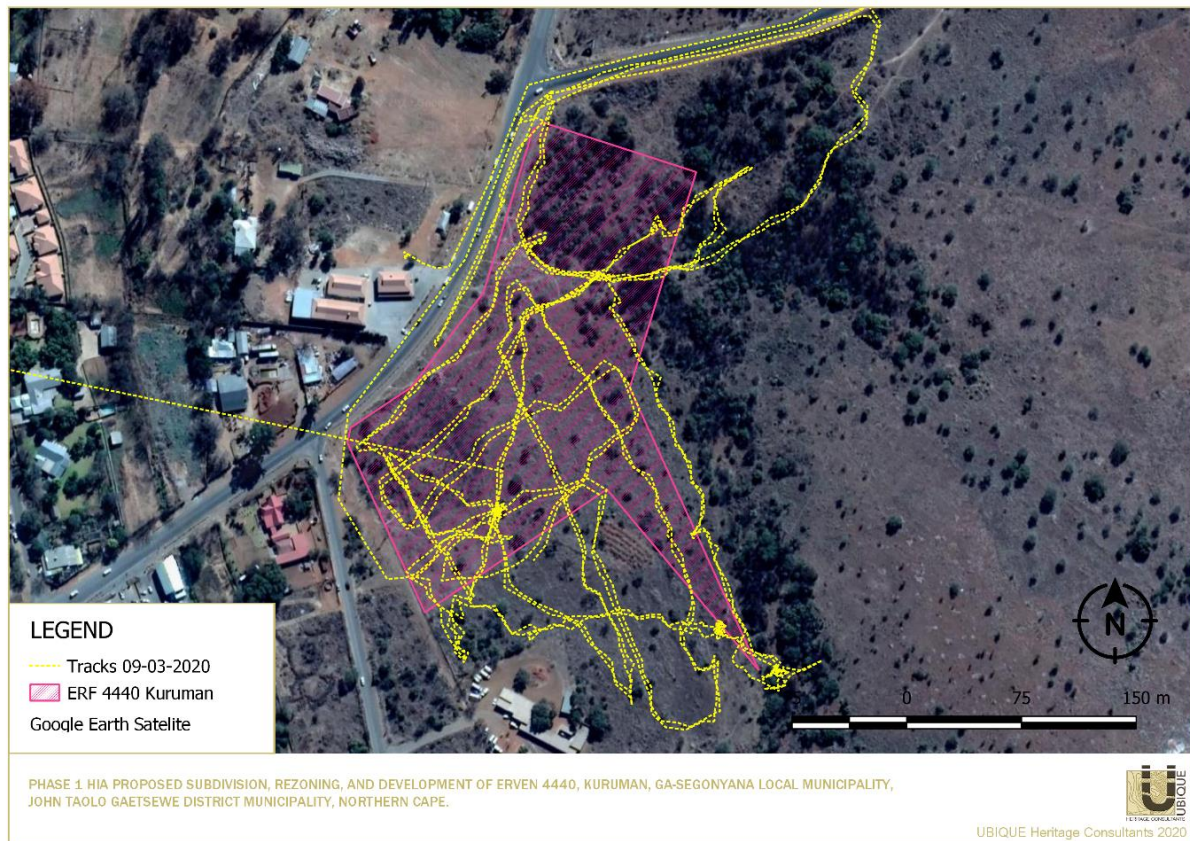 N
0 75 150 m
LEGEND
Tracks 09-03-2020
ERF 4440 Kuruman
Google Earth Satelite
PHASE 1 HIA PROPOSED SUBDIVISION, REZONING, AND DEVELOPMENT OF ERVEN 4440, KURUMAN, GA-SEGONYANA LOCAL MUNICIPALITY,
JOHN TAOLO GAETSEWE DISTRICT MUNICIPALITY, NORTHERN CAPE.
UBIQUE
HERITAGE CONSULTANTS
UBIQUE Heritage Consultants 2020